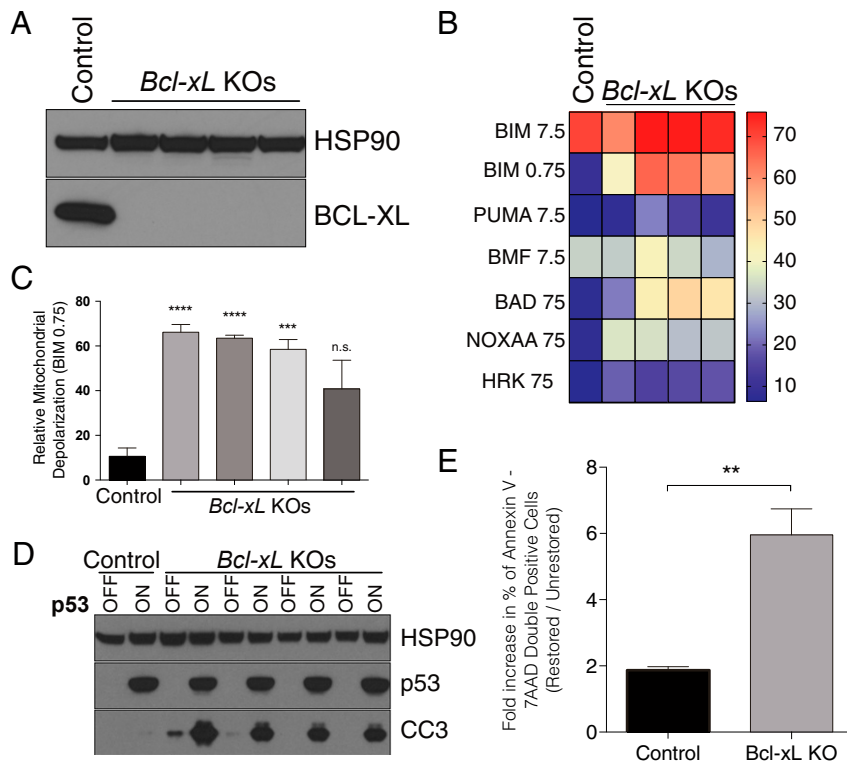 A
Control
Bcl-xL KOs
HSP90
BCL-XL
B
Control
Bcl-xL KOs
BIM 7.5
BIM 0.75
PUMA 7.5
BMF 7.5
BAD 75
NOXAA 75
HRK 75
70
60
50
40
30
20
10
C
Relative Mitochondrial
Depolarization (BIM 0.75)
80
60
40
20
0
****
****
***
n.s.
Control
Bcl-xL KOs
D
Control
Bcl-xL KOs
p53
OFF
ON
OFF
ON
OFF
ON
OFF
ON
OFF
ON
HSP90
p53
CC3
E
Fold increase in % of Annexin V -
7AAD Double Positive Cells
(Restored / Unrestored)
8
6
4
2
0
**
Control
Bcl-xL KO